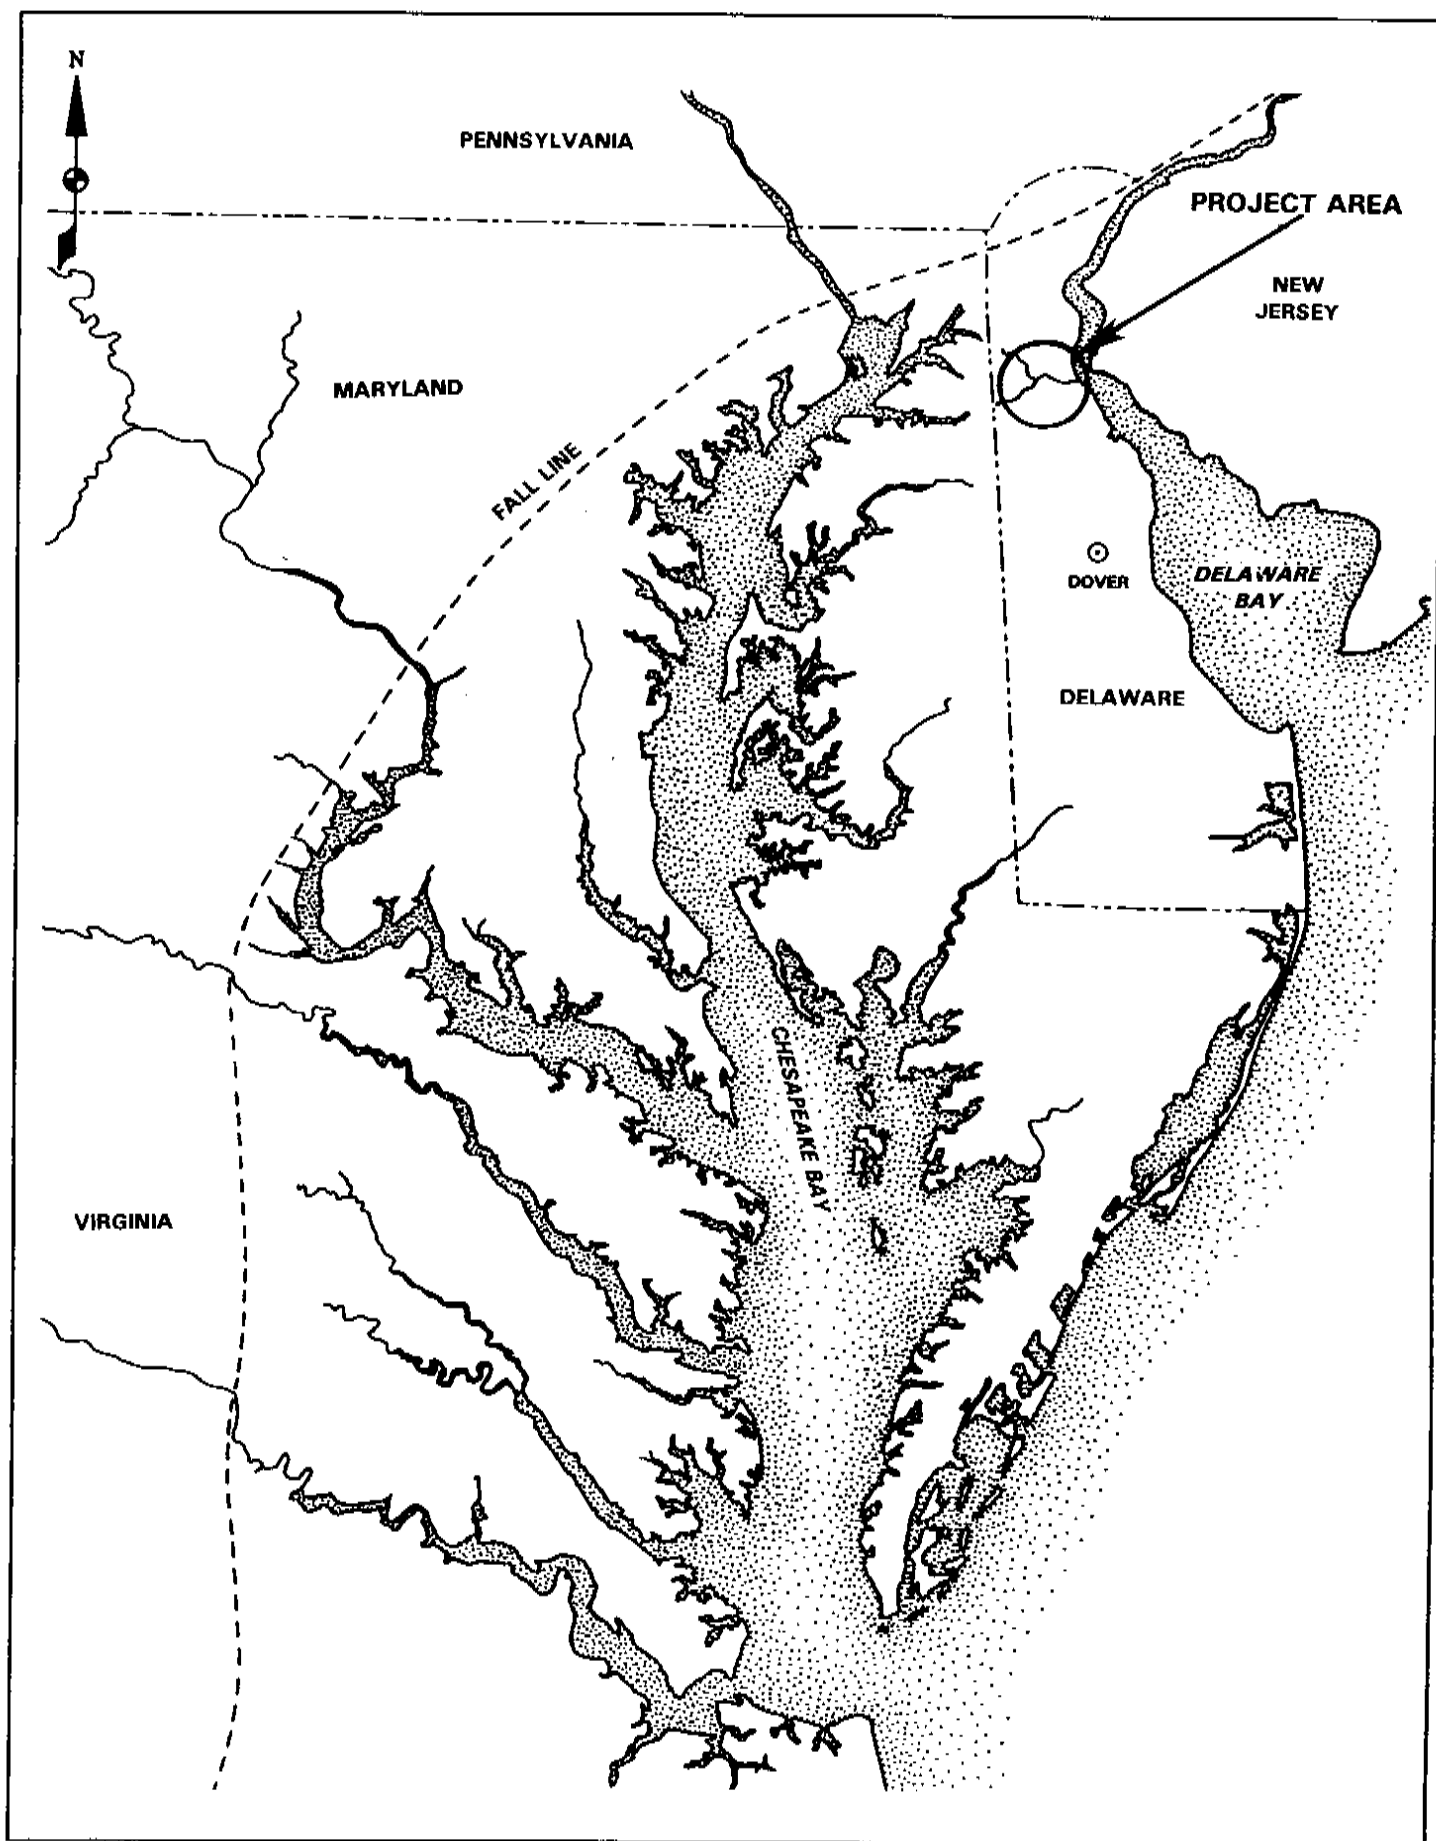 N
PENNSYLVANIA
PROJECT AREA
NEW
JERSEY
MARYLAND
FALL LINE
DOVER
DELAWARE
BAY
DELAWARE
CHESAPEAKE BAY
VIRGINIA